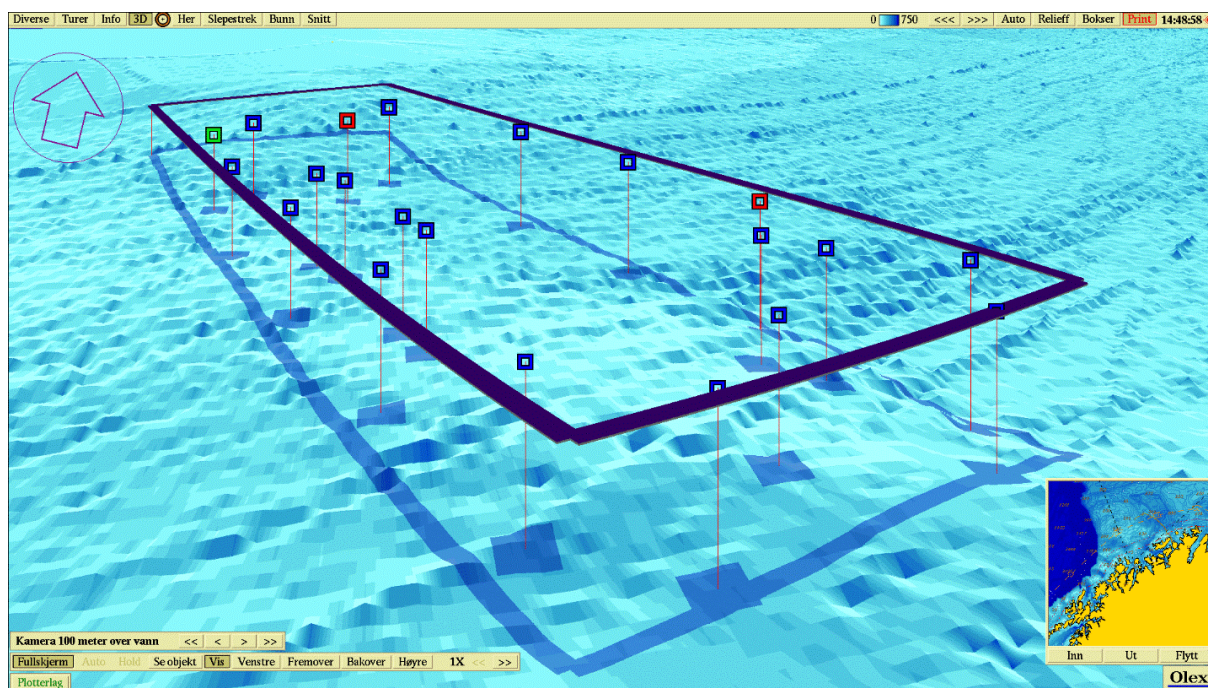 Diverse Turer Info 3D Her Slepestrek Bunn Snitt 0 750 <<< >>> Auto Relieff Bokser Print 14:48:58
Kamera 100 meter over vann << < > >>
Fullskjerm Auto Hold Se objekt Vis Venstre Fremover Bakover Høyre 1X << >>
Inn Ut Flytt
Plotterlag
Olex